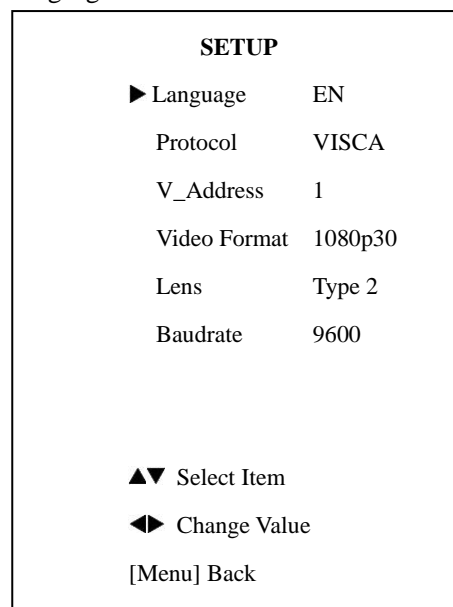 SETUP
▶ Language EN
Protocol VISCA
V_Address 1
Video Format 1080p30
Lens Type 2
Baudrate 9600
▲▼ Select Item
◀▶ Change Value
[Menu] Back